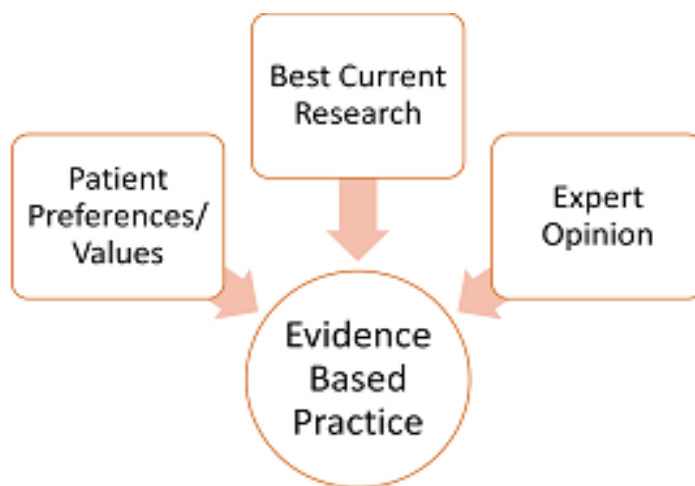 Best Current
Research
Patient
Preferences/
Values
Expert
Opinion
Evidence
Based
Practice